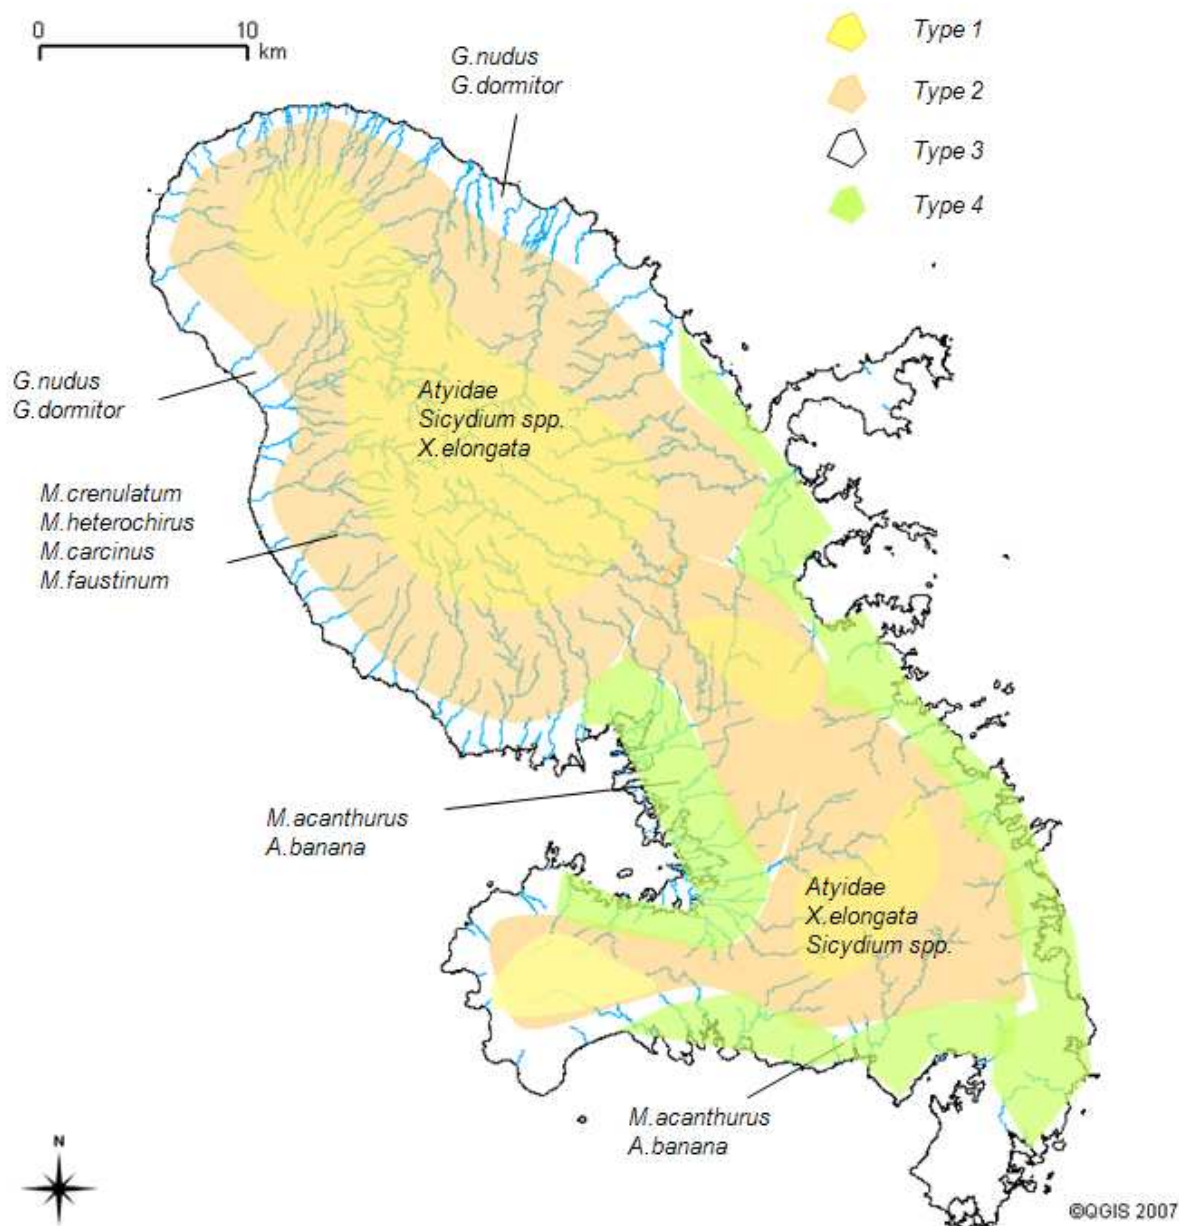 0 10
km
Type 1
Type 2
Type 3
Type 4
G.nudus
G.dormitor
G.nudus
G.dormitor
Atyidae
Sicydium spp.
X.elongata
M.crenulatum
M.heterochirus
M.carcinus
M.faustinum
M.acanthurus
A.banana
Atyidae
X.elongata
Sicydium spp.
M.acanthurus
A.banana
N
©QGIS 2007